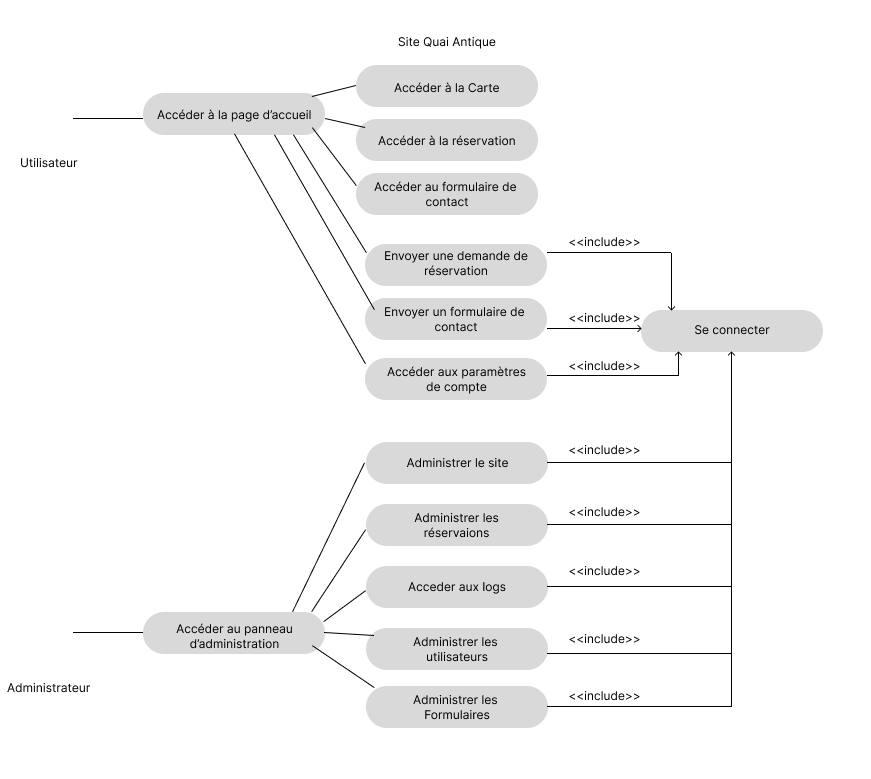 Site Quai Antique
Accéder à la Carte
Accéder à la page d’accueil
Accéder à la réservation
Utilisateur
Accéder au formulaire de
contact
Envoyer une demande de
réservation
<<include>>
Envoyer un formulaire de
contact
<<include>>
Se connecter
Accéder aux paramètres
de compte
<<include>>
Administrer le site
<<include>>
Administrer les
réservaions
<<include>>
Acceder aux logs
<<include>>
Accéder au panneau
d’administration
Administrer les
utilisateurs
<<include>>
Administrateur
Administrer les
Formulaires
<<include>>